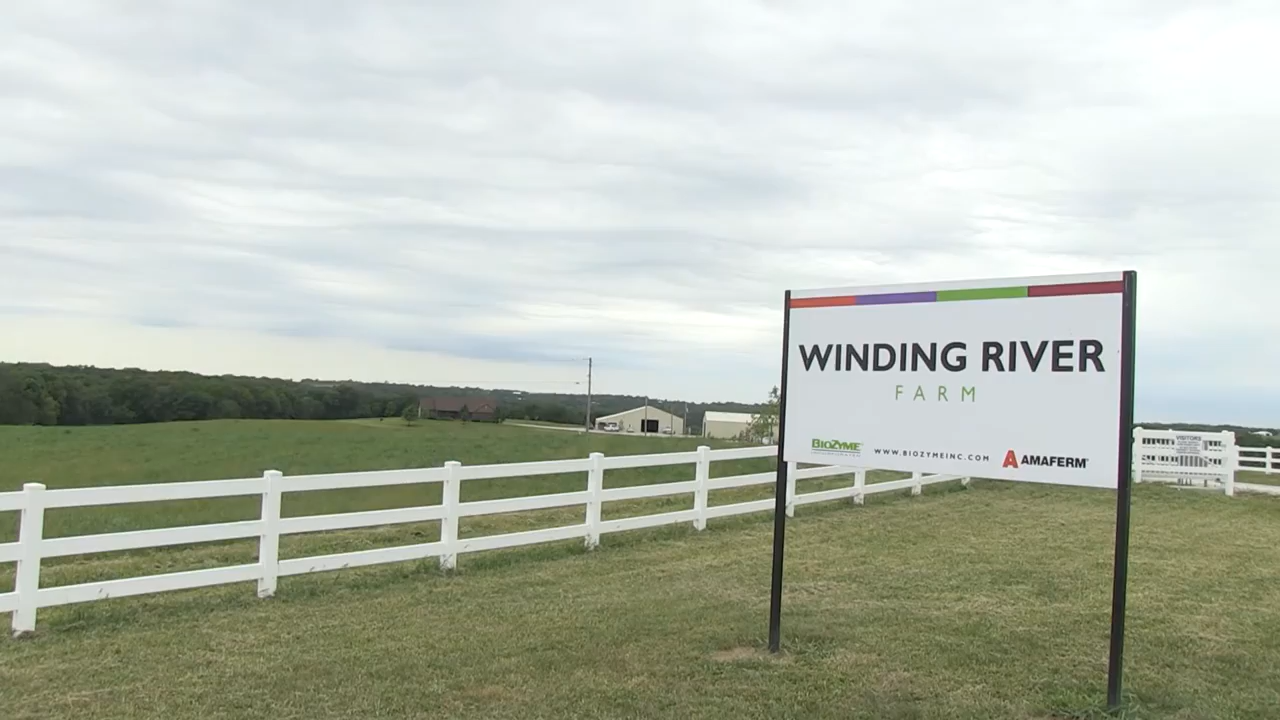 WINDING RIVER
FARM
BIOZYME
WWW.BIOZYMEINC.COM
A AMAFERM
VISITORS